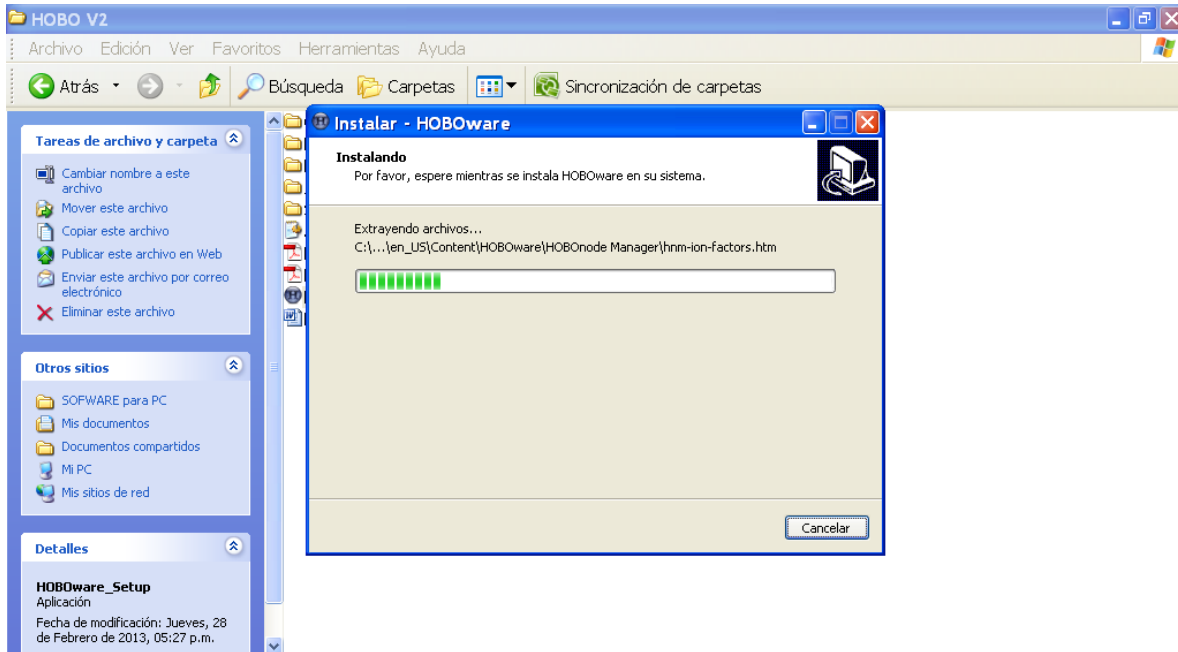 HOBO V2
Archivo Edición Ver Favoritos Herramientas Ayuda
Atrás Búsqueda Carpetas Sincronización de carpetas
Tareas de archivo y carpeta
Cambiar nombre a este
archivo
Mover este archivo
Copiar este archivo
Publicar este archivo en Web
Enviar este archivo por correo
electrónico
Eliminar este archivo
Otros sitios
SOFWARE para PC
Mis documentos
Documentos compartidos
Mi PC
Mis sitios de red
Detalles
HOBOware_Setup
Aplicación
Fecha de modificación: Jueves, 28
de Febrero de 2013, 05:27 p.m.
Instalar - HOBOware
Instalando
Por favor, espere mientras se instala HOBOware en su sistema.
Extrayendo archivos...
C:\...\en_US\Content\HOBOware\HOBOnode Manager\hnm-ion-factors.htm
Cancelar